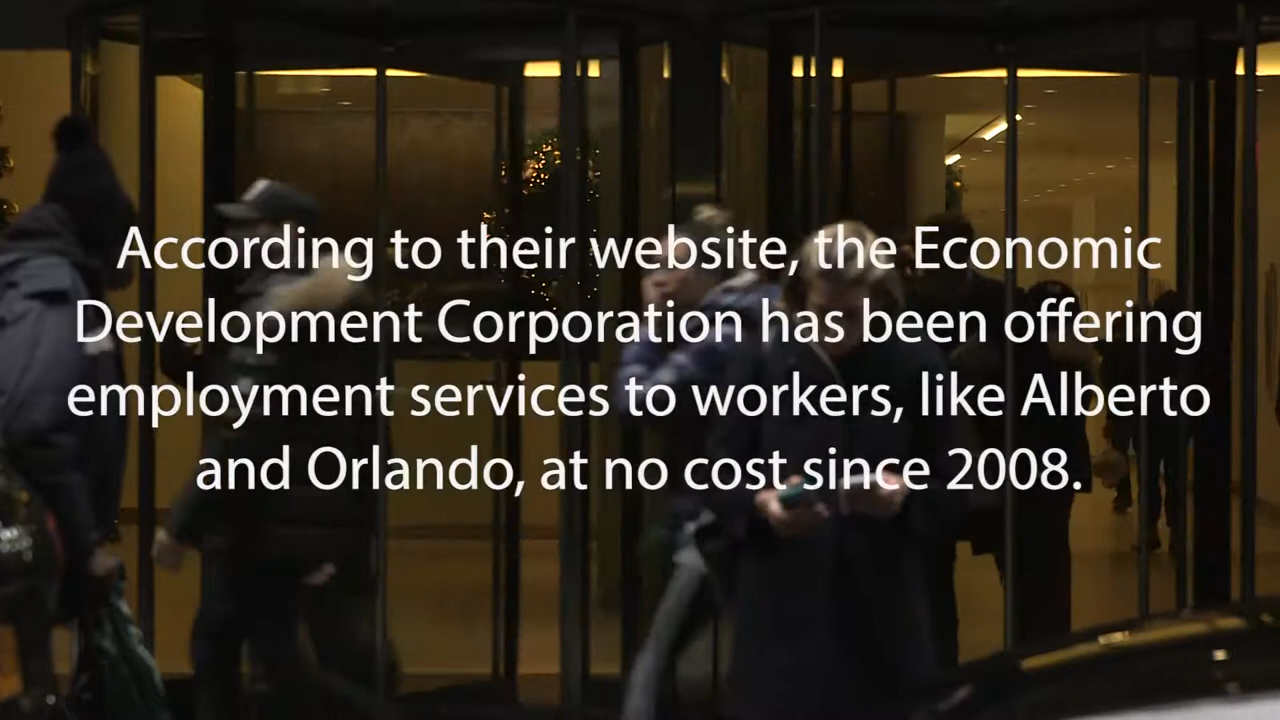 According to their website, the Economic
Development Corporation has been offering
employment services to workers, like Alberto
and Orlando, at no cost since 2008.